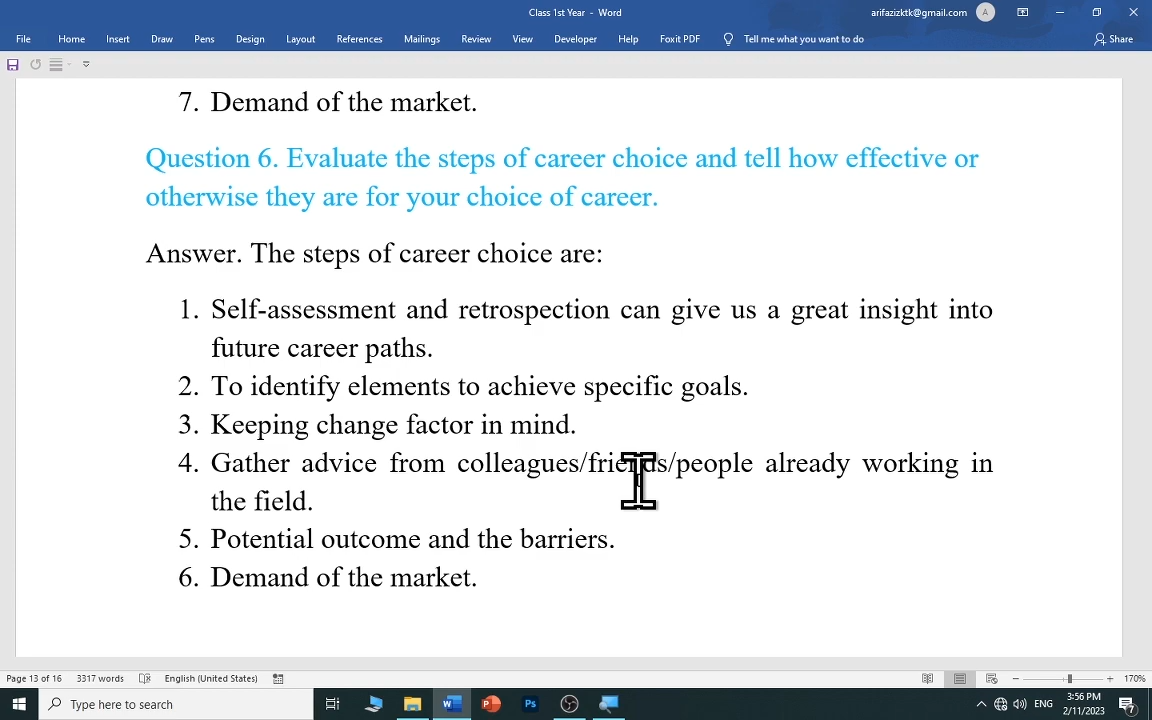 Class 1st Year - Word
arifazizktk@gmail.com
A
File Home Insert Draw Pens Design Layout References Mailings Review View Developer Help Foxit PDF Tell me what you want to do Share
7. Demand of the market.
Question 6. Evaluate the steps of career choice and tell how effective or
otherwise they are for your choice of career.
Answer. The steps of career choice are:
1. Self-assessment and retrospection can give us a great insight into
future career paths.
2. To identify elements to achieve specific goals.
3. Keeping change factor in mind.
4. Gather advice from colleagues/friends/people already working in
the field.
5. Potential outcome and the barriers.
6. Demand of the market.
Page 13 of 16 3317 words English (United States) 170%
Type here to search
W P Ps
ENG
3:56 PM
2/11/2023
7